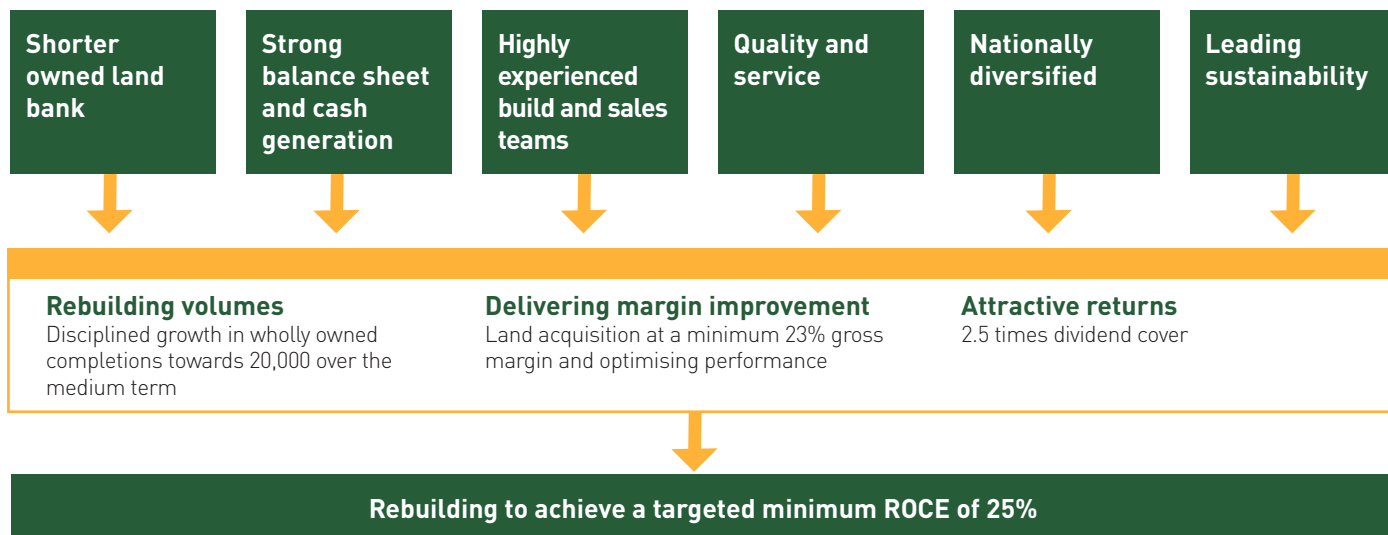 Shorter
owned land
bank
Strong
balance sheet
and cash
generation
Highly
experienced
build and sales
teams
Quality and
service
Nationally
diversified
Leading
sustainability
Rebuilding volumes
Disciplined growth in wholly owned
completions towards 20,000 over the
medium term
Delivering margin improvement
Land acquisition at a minimum 23% gross
margin and optimising performance
Attractive returns
2.5 times dividend cover
Rebuilding to achieve a targeted minimum ROCE of 25%